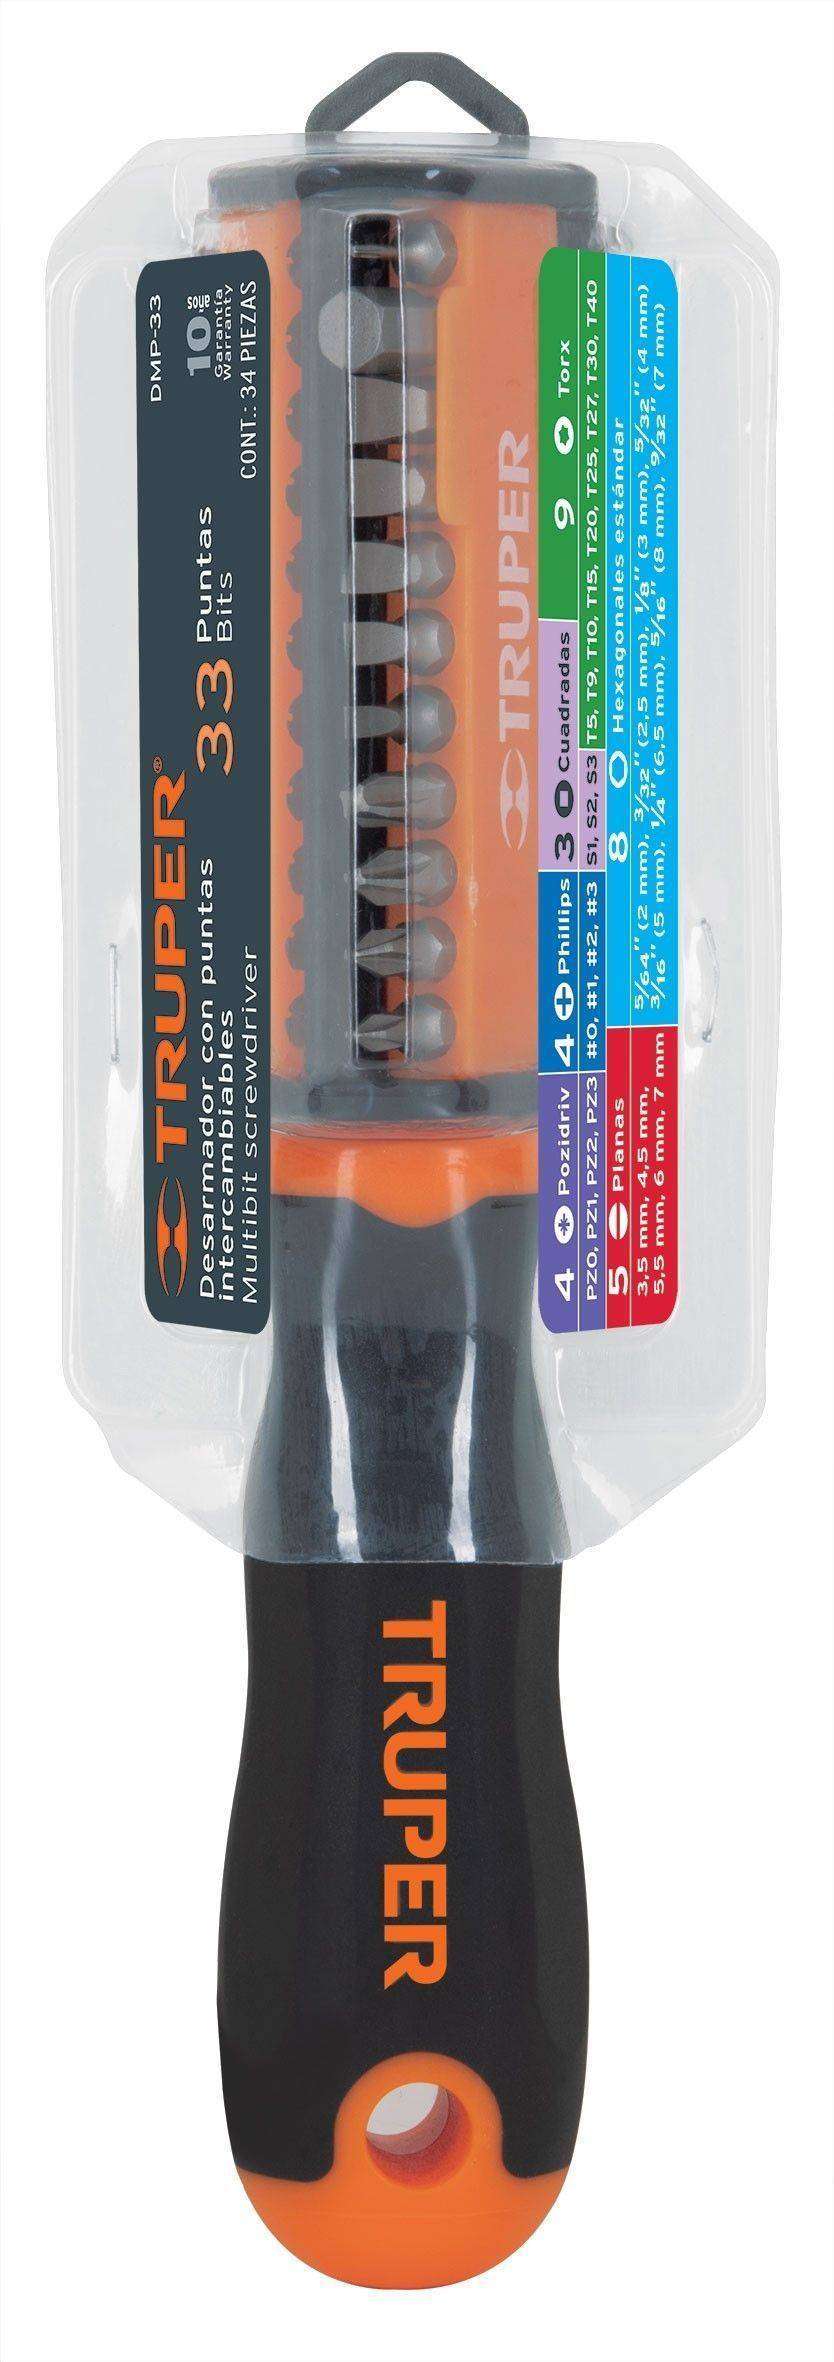 TRUPER®
Desarmador con puntas
intercambiables
Multibit screwdriver
33 Puntas
Bits
DMP-33
10 años
Garantía
Warranty
CONT.: 34 PIEZAS
TRUPER
4 Pozidriv
PZ0, PZ1, PZ2, PZ3
4 Phillips
#0, #1, #2, #3
3 Cuadradas
S1, S2, S3
9 Torx
T5, T9, T10, T15, T20, T25, T27, T30, T40
5 Planas
3,5 mm, 4,5 mm,
5,5 mm, 6 mm, 7 mm
8 Hexagonales estándar
5/64" (2 mm), 3/32" (2,5 mm), 1/8" (3 mm), 5/32" (4 mm)
3/16" (5 mm), 1/4" (6,5 mm), 5/16" (8 mm), 9/32" (7 mm)
TRUPER